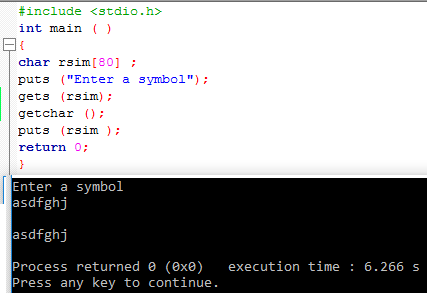 #include <stdio.h>
int main ( )
{
char rsim[80] ;
puts ("Enter a symbol");
gets (rsim);
getchar ();
puts (rsim );
return 0;
}
Enter a symbol
asdfghj
asdfghj
Process returned 0 (0x0)   execution time : 6.266 s
Press any key to continue.